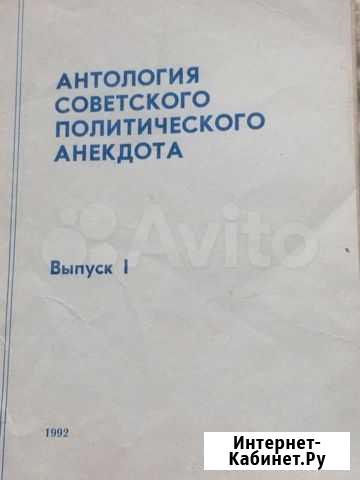 АНТОЛОГИЯ
СОВЕТСКОГО
ПОЛИТИЧЕСКОГО
АНЕКДОТА
Avito
Выпуск I
1992
Интернет-
Кабинет.Ру